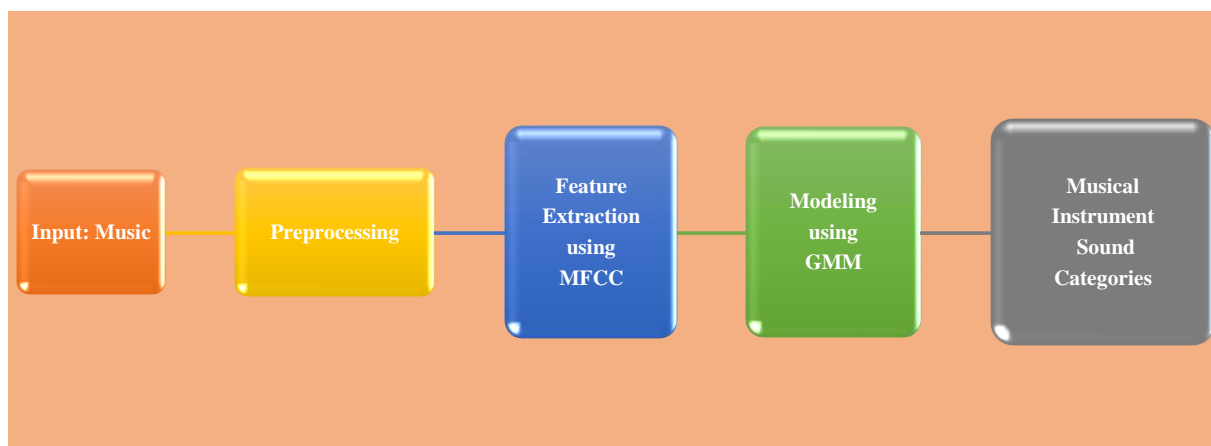 Input: Music
Preprocessing
Feature
Extraction
using
MFCC
Modeling
using
GMM
Musical
Instrument
Sound
Categories